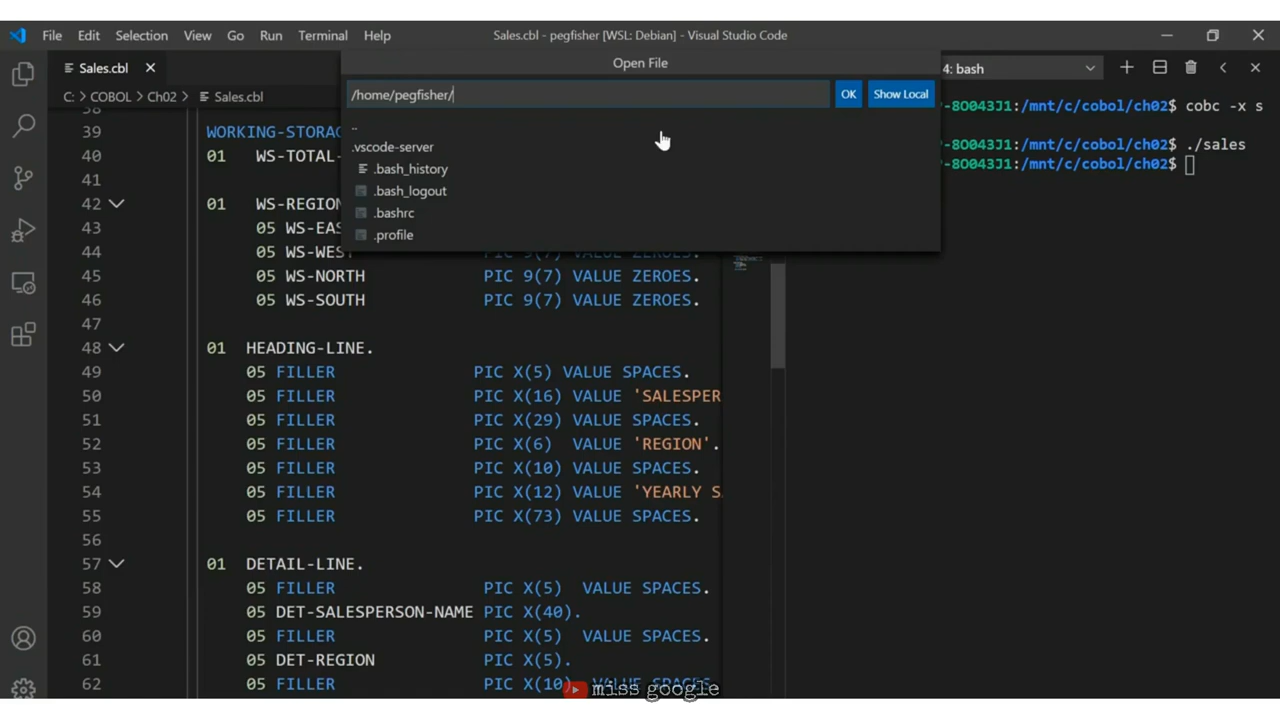 File Edit Selection View Go Run Terminal Help Sales.cbl - pegfisher [WSL: Debian] - Visual Studio Code
Sales.cbl
C: > COBOL > Ch02 > Sales.cbl
Open File
/home/pegfisher/ OK Show Local
..
.vscode-server
.bash_history
.bash_logout
.bashrc
.profile
4: bash
-8O043J1:/mnt/c/cobol/ch02$ cobc -x s
-8O043J1:/mnt/c/cobol/ch02$ ./sales
-8O043J1:/mnt/c/cobol/ch02$
39 WORKING-STORA
40 01 WS-TOTAL-
41
42 01 WS-REGION
43 05 WS-EAS
44 05 WS-WEST PIC 9(7) VALUE ZEROES.
45 05 WS-NORTH PIC 9(7) VALUE ZEROES.
46 05 WS-SOUTH PIC 9(7) VALUE ZEROES.
47
48 01 HEADING-LINE.
49 05 FILLER PIC X(5) VALUE SPACES.
50 05 FILLER PIC X(16) VALUE 'SALESPER
51 05 FILLER PIC X(29) VALUE SPACES.
52 05 FILLER PIC X(6) VALUE 'REGION'.
53 05 FILLER PIC X(10) VALUE SPACES.
54 05 FILLER PIC X(12) VALUE 'YEARLY S
55 05 FILLER PIC X(73) VALUE SPACES.
56
57 01 DETAIL-LINE.
58 05 FILLER PIC X(5) VALUE SPACES.
59 05 DET-SALESPERSON-NAME PIC X(40).
60 05 FILLER PIC X(5) VALUE SPACES.
61 05 DET-REGION PIC X(5).
62 05 FILLER PIC X(10)
miss google